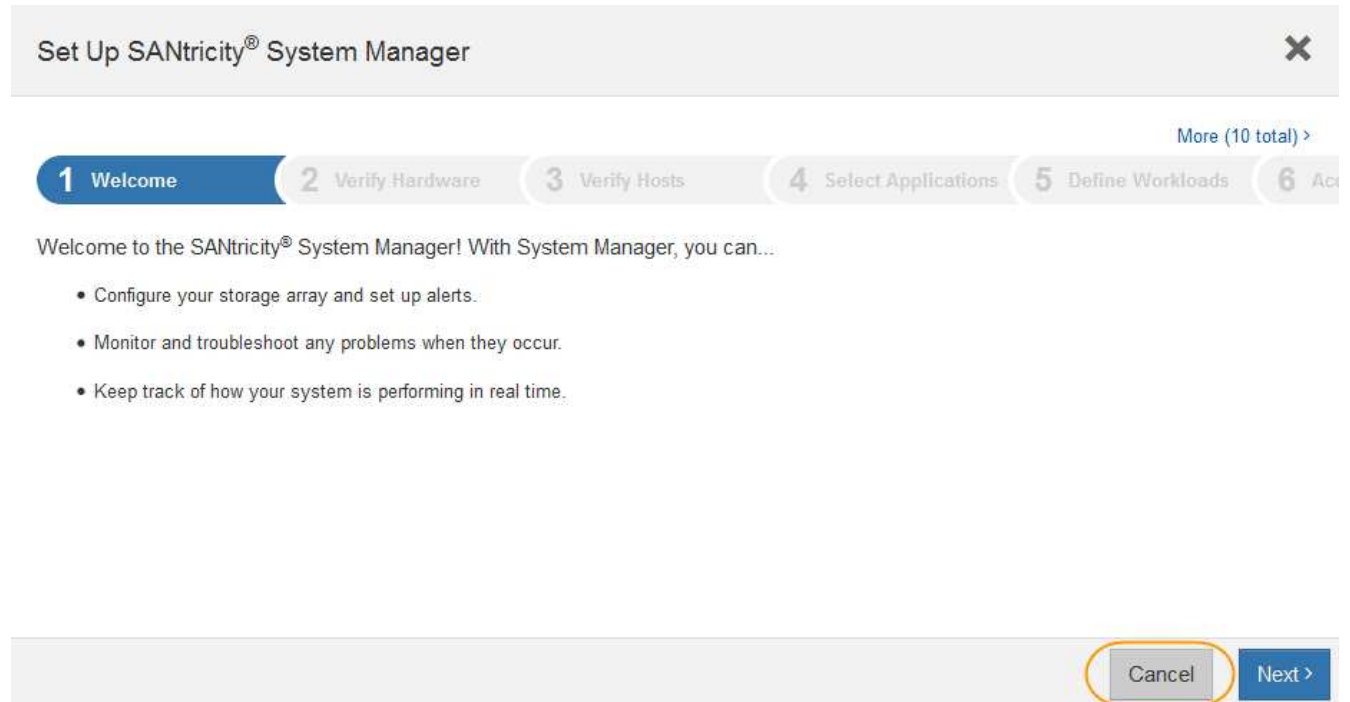 Set Up SANtricity® System Manager
More (10 total) >
1 Welcome 2 Verify Hardware 3 Verify Hosts 4 Select Applications 5 Define Workloads 6
Welcome to the SANtricity® System Manager! With System Manager, you can...
• Configure your storage array and set up alerts.
• Monitor and troubleshoot any problems when they occur.
• Keep track of how your system is performing in real time.
Cancel Next >